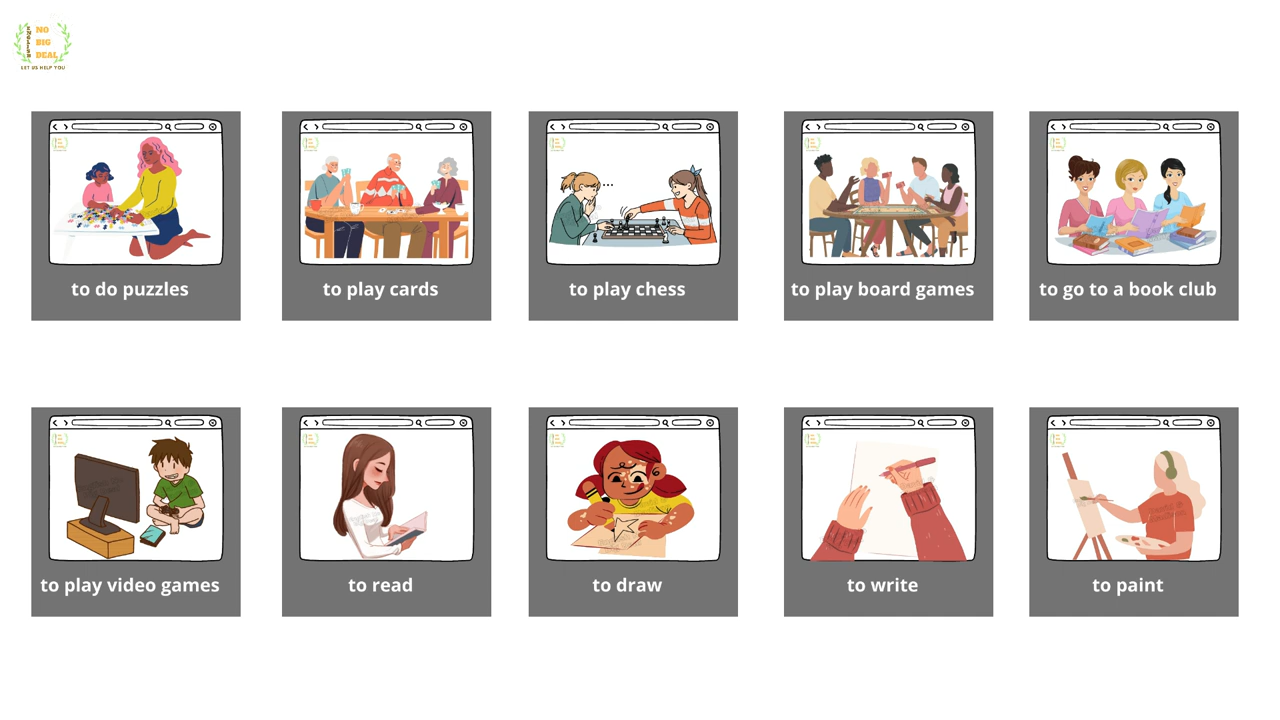 ENGLISH
NO
BIG
DEAL
LET US HELP YOU
to do puzzles
to play cards
to play chess
to play board games
to go to a book club
to play video games
to read
to draw
to write
to paint